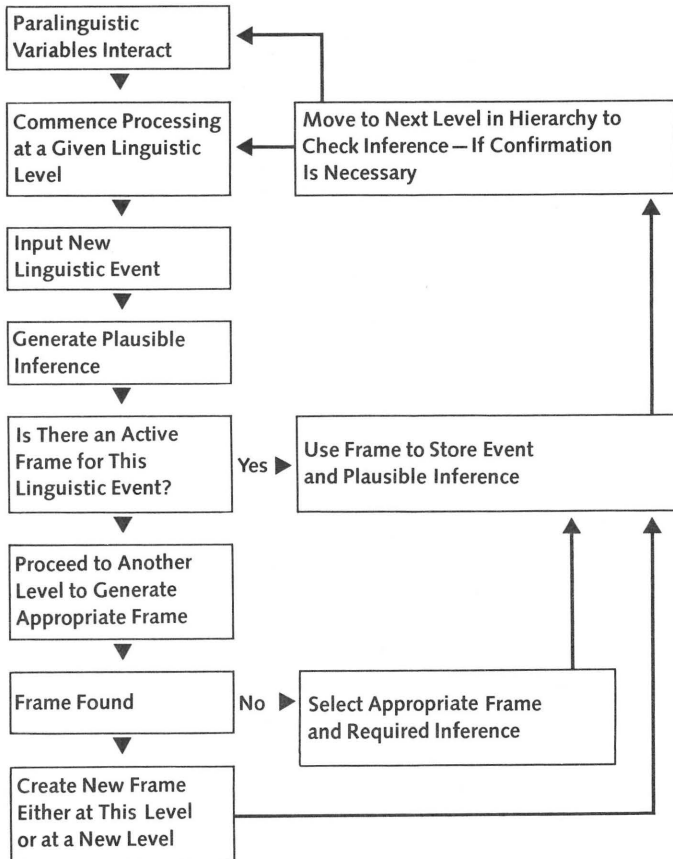 Paralinguistic
Variables Interact
Commence Processing
at a Given Linguistic
Level
Move to Next Level in Hierarchy to
Check Inference — If Confirmation
Is Necessary
Input New
Linguistic Event
Generate Plausible
Inference
Is There an Active
Frame for This
Linguistic Event?
Yes
Use Frame to Store Event
and Plausible Inference
Proceed to Another
Level to Generate
Appropriate Frame
Frame Found
No
Select Appropriate Frame
and Required Inference
Create New Frame
Either at This Level
or at a New Level